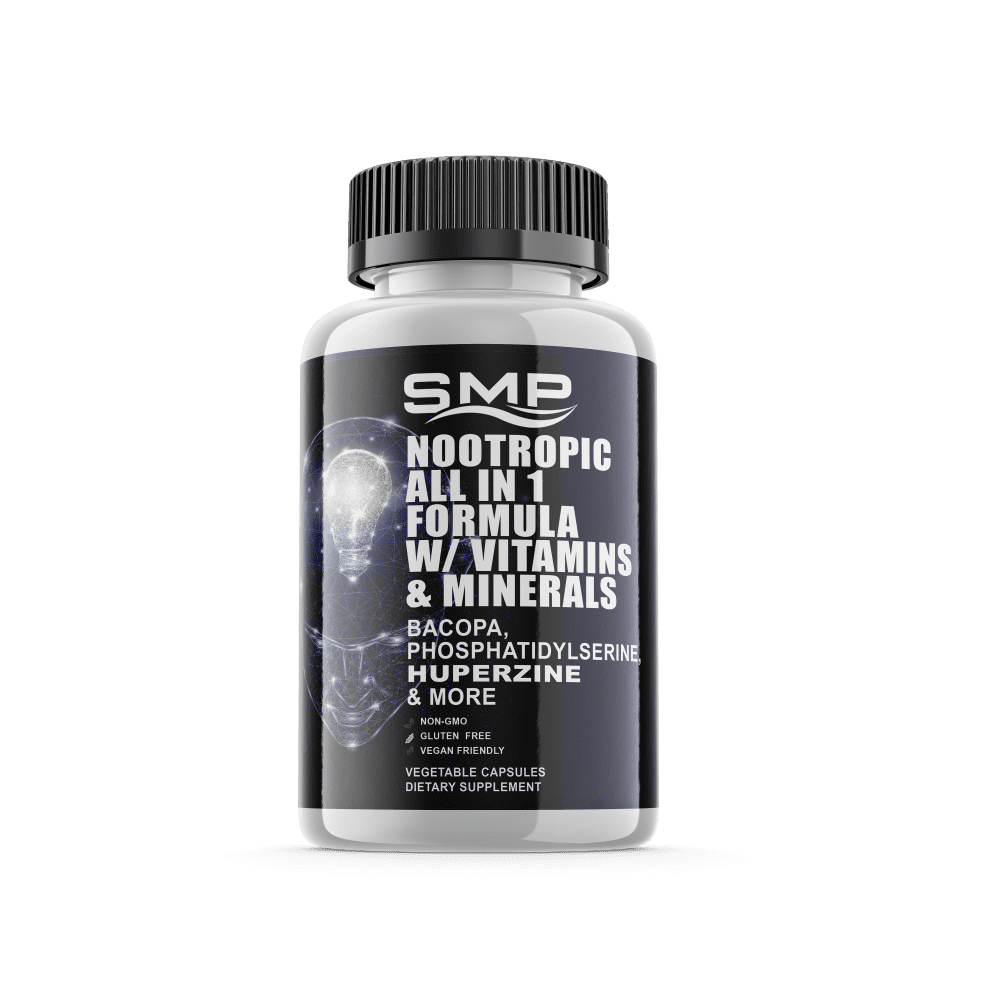 SMP
NOOTROPIC
ALL IN 1
FORMULA
W/ VITAMINS
& MINERALS
BACOPA,
PHOSPHATIDYLSERINE,
HUPERZINE
& MORE
NON-GMO
GLUTEN FREE
VEGAN FRIENDLY
VEGETABLE CAPSULES
DIETARY SUPPLEMENT